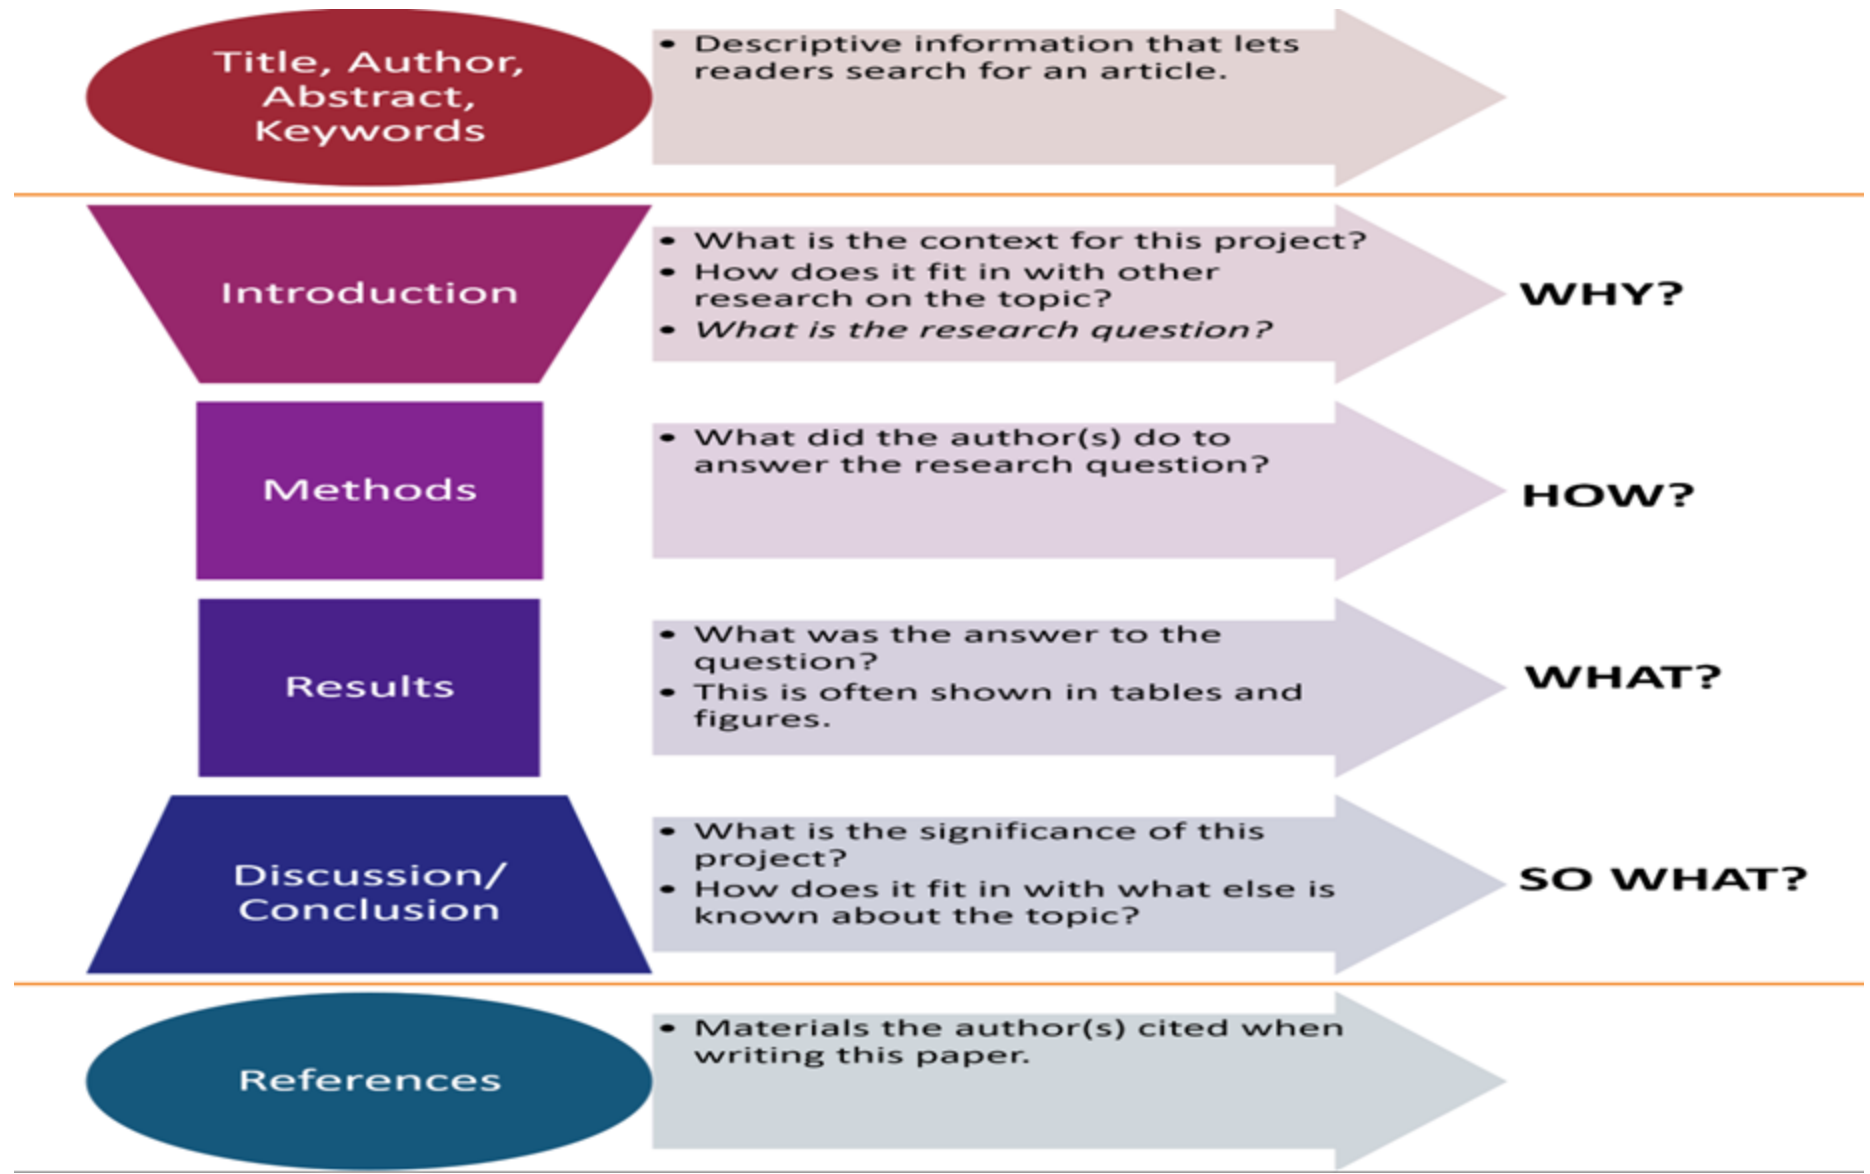 Title, Author,
Abstract,
Keywords
• Descriptive information that lets
readers search for an article.
Introduction
• What is the context for this project?
• How does it fit in with other
research on the topic?
• What is the research question?
WHY?
Methods
• What did the author(s) do to
answer the research question?
HOW?
Results
• What was the answer to the
question?
• This is often shown in tables and
figures.
WHAT?
Discussion/
Conclusion
• What is the significance of this
project?
• How does it fit in with what else is
known about the topic?
SO WHAT?
References
• Materials the author(s) cited when
writing this paper.